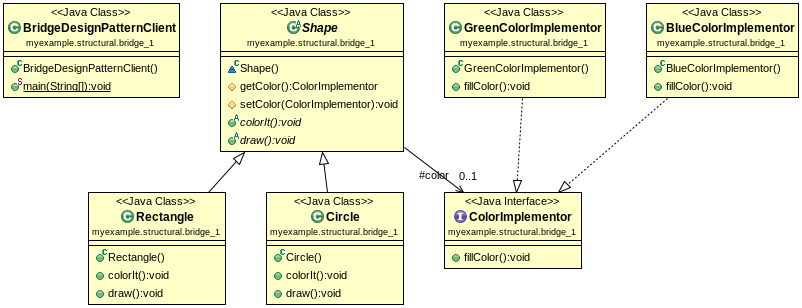 <<Java Class>>
BridgeDesignPatternClient
myexample.structural.bridge_1
BridgeDesignPatternClient()
main(String[]):void
<<Java Class>>
Shape
myexample.structural.bridge_1
Shape()
getColor():ColorImplementor
setColor(ColorImplementor):void
colorIt():void
draw():void
<<Java Class>>
GreenColorImplementor
myexample.structural.bridge_1
GreenColorImplementor()
fillColor():void
<<Java Class>>
BlueColorImplementor
myexample.structural.bridge_1
BlueColorImplementor()
fillColor():void
#color 0..1
<<Java Class>>
Rectangle
myexample.structural.bridge_1
Rectangle()
colorIt():void
draw():void
<<Java Class>>
Circle
myexample.structural.bridge_1
Circle()
colorIt():void
draw():void
<<Java Interface>>
ColorImplementor
myexample.structural.bridge_1
fillColor():void